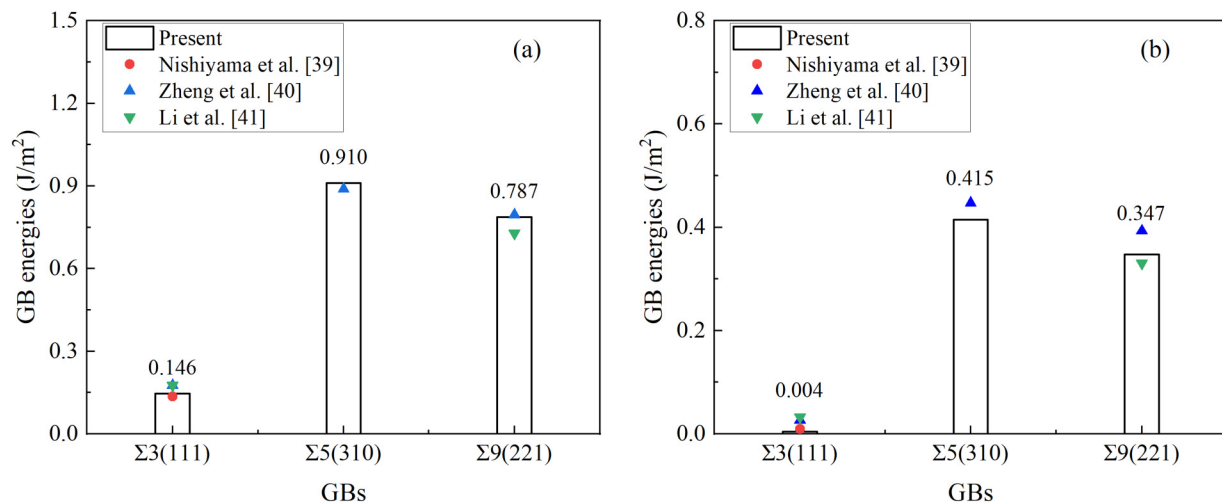 1.5
1.2
0.9
0.6
0.3
0.0
GB energies (J/m²)
Present
Nishiyama et al. [39]
Zheng et al. [40]
Li et al. [41]
(a)
0.146
0.910
0.787
Σ3(111)
Σ5(310)
Σ9(221)
GBs
0.8
0.6
0.4
0.2
0.0
GB energies (J/m²)
Present
Nishiyama et al. [39]
Zheng et al. [40]
Li et al. [41]
(b)
0.004
0.415
0.347
Σ3(111)
Σ5(310)
Σ9(221)
GBs